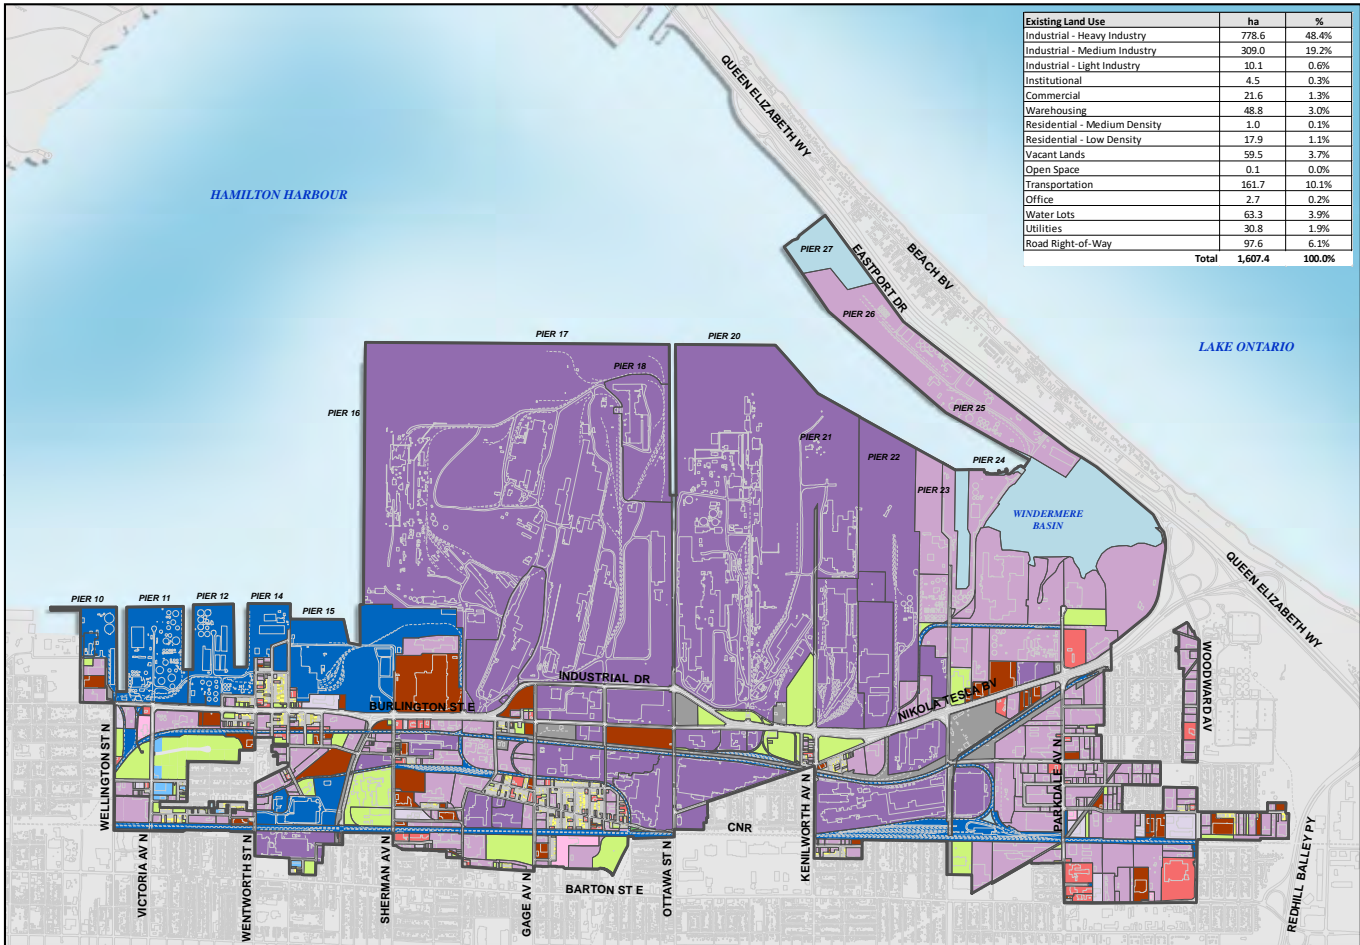 Existing Land Use ha %
Industrial - Heavy Industry 778.6 48.4%
Industrial - Medium Industry 309.0 19.2%
Industrial - Light Industry 10.1 0.6%
Institutional 4.5 0.3%
Commercial 21.6 1.3%
Warehousing 48.8 3.0%
Residential - Medium Density 1.0 0.1%
Residential - Low Density 17.9 1.1%
Vacant Lands 59.5 3.7%
Open Space 0.1 0.0%
Transportation 161.7 10.1%
Office 2.7 0.2%
Water Lots 63.3 3.9%
Utilities 30.8 1.9%
Road Right-of-Way 97.6 6.1%
Total 1,607.4 100.0%
QUEEN ELIZABETH WY
HAMILTON HARBOUR
PIER 27
EASTPORT DR
BEACH BV
PIER 26
LAKE ONTARIO
PIER 17
PIER 20
PIER 18
PIER 16
PIER 25
PIER 21
PIER 22
PIER 24
PIER 23
WINDERMERE
BASIN
QUEEN ELIZABETH WY
PIER 10
PIER 11
PIER 12
PIER 14
PIER 15
WOODWARD AV
INDUSTRIAL DR
NIKOLA TESLA BV
BURLINGTON ST E
WELLINGTON ST N
PARKDALE AV N
KENILWORTH AV N
CNR
VICTORIA AV N
WENTWORTH ST N
SHERMAN AV N
GAGE AV N
BARTON ST E
OTTAWA ST N
REDHILL BALLEY PY